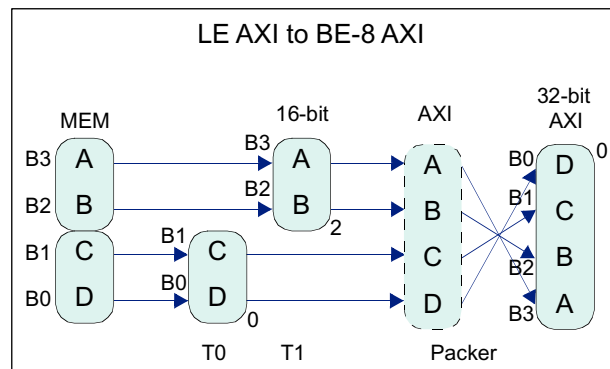 LE AXI to BE-8 AXI
MEM 16-bit AXI 32-bit AXI
B3 A B3 A A B0 D 0
B2 B B2 B 2 B B1 C
B1 C B1 C C B2 B
B0 D B0 D 0 D B3 A
T0 T1 Packer